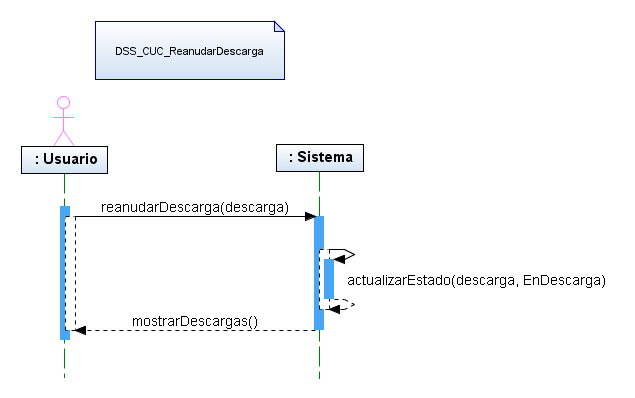 DSS_CUC_ReanudarDescarga
: Usuario
: Sistema
reanudarDescarga(descarga)
actualizarEstado(descarga, EnDescarga)
mostrarDescargas()